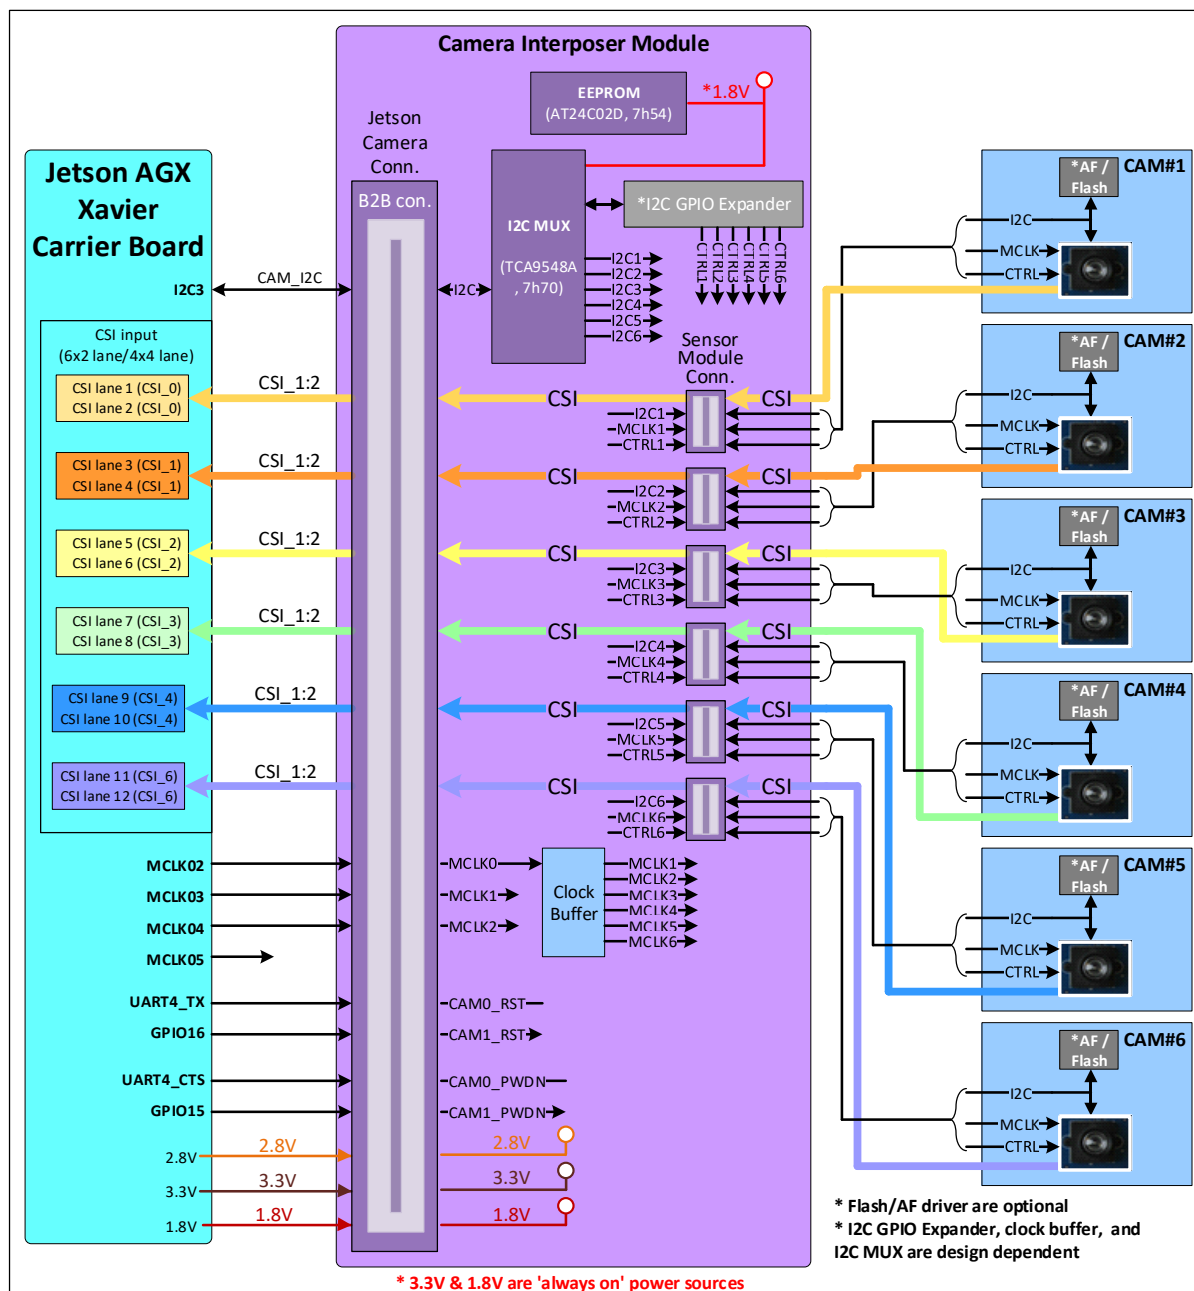 Camera Interposer Module
EEPROM
(AT24C02D, 7h54)
*1.8V
Jetson
Camera
Conn.
B2B con.
I2C MUX
(TCA9548A
, 7h70)
*I2C GPIO Expander
CTRL1
CTRL2
CTRL3
CTRL4
CTRL5
CTRL6
I2C1
I2C2
I2C3
I2C4
I2C5
I2C6
I2C
Jetson AGX
Xavier
Carrier Board
I2C3
CAM_I2C
CSI input
(6x2 lane/4x4 lane)
CSI lane 1 (CSI_0)
CSI lane 2 (CSI_0)
CSI_1:2
CSI lane 3 (CSI_1)
CSI lane 4 (CSI_1)
CSI_1:2
CSI lane 5 (CSI_2)
CSI lane 6 (CSI_2)
CSI_1:2
CSI lane 7 (CSI_3)
CSI lane 8 (CSI_3)
CSI_1:2
CSI lane 9 (CSI_4)
CSI lane 10 (CSI_4)
CSI_1:2
CSI lane 11 (CSI_6)
CSI lane 12 (CSI_6)
CSI_1:2
Sensor
Module
Conn.
CSI
CSI
I2C1
MCLK1
CTRL1
CSI
CSI
I2C2
MCLK2
CTRL2
CSI
CSI
I2C3
MCLK3
CTRL3
CSI
CSI
I2C4
MCLK4
CTRL4
CSI
CSI
I2C5
MCLK5
CTRL5
CSI
CSI
I2C6
MCLK6
CTRL6
MCLK02
MCLK03
MCLK04
MCLK05
MCLK0
MCLK1
MCLK2
Clock
Buffer
MCLK1
MCLK2
MCLK3
MCLK4
MCLK5
MCLK6
UART4_TX
GPIO16
CAM0_RST
CAM1_RST
UART4_CTS
GPIO15
CAM0_PWDN
CAM1_PWDN
2.8V
2.8V
2.8V
3.3V
3.3V
3.3V
1.8V
1.8V
1.8V
*AF /
Flash
CAM#1
I2C
MCLK
CTRL
*AF /
Flash
CAM#2
I2C
MCLK
CTRL
*AF /
Flash
CAM#3
I2C
MCLK
CTRL
*AF /
Flash
CAM#4
I2C
MCLK
CTRL
*AF /
Flash
CAM#5
I2C
MCLK
CTRL
*AF /
Flash
CAM#6
I2C
MCLK
CTRL
* Flash/AF driver are optional
* I2C GPIO Expander, clock buffer, and
I2C MUX are design dependent
* 3.3V & 1.8V are 'always on' power sources